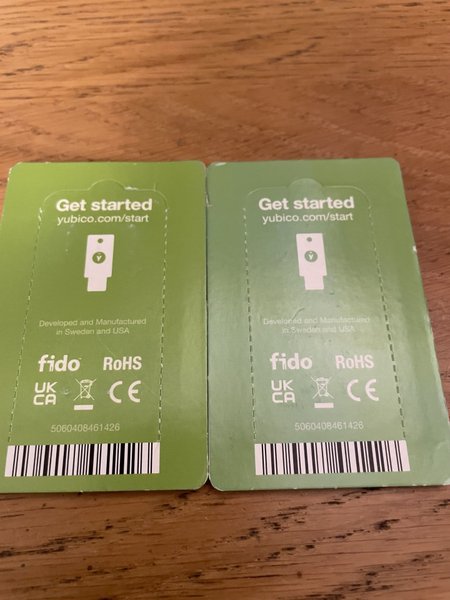 Get started
yubico.com/start
Developed and Manufactured
in Sweden and USA
fido RoHS
UK
CA CE
5060408461426
Get started
yubico.com/start
Developed and Manufactured
in Sweden and USA
fido RoHS
UK
CA CE
5060408461426